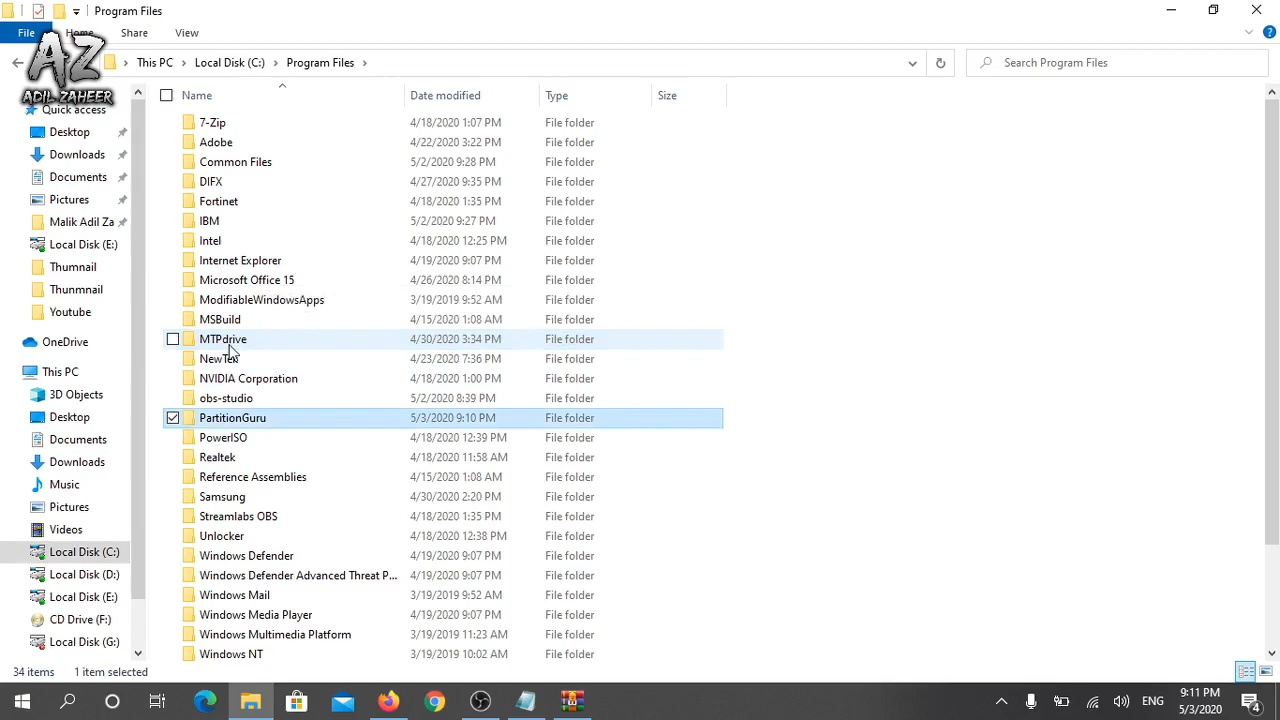 Program Files
File Home Share View
AZ
ADIL ZAHEER
This PC Local Disk (C:) Program Files
Search Program Files
Name Date modified Type Size
Quick access
Desktop
Downloads
Documents
Pictures
Malik Adil Za
Local Disk (E:)
Thumnail
Thunmnail
Youtube
OneDrive
This PC
3D Objects
Desktop
Documents
Downloads
Music
Pictures
Videos
Local Disk (C:)
Local Disk (D:)
Local Disk (E:)
CD Drive (F:)
Local Disk (G:)
7-Zip 4/18/2020 1:07 PM File folder
Adobe 4/22/2020 3:22 PM File folder
Common Files 5/2/2020 9:28 PM File folder
DIFX 4/27/2020 9:35 PM File folder
Fortinet 4/18/2020 1:35 PM File folder
IBM 5/2/2020 9:27 PM File folder
Intel 4/18/2020 12:25 PM File folder
Internet Explorer 4/19/2020 9:07 PM File folder
Microsoft Office 15 4/26/2020 8:14 PM File folder
ModifiableWindowsApps 3/19/2019 9:52 AM File folder
MSBuild 4/15/2020 1:08 AM File folder
MTPdrive 4/30/2020 3:34 PM File folder
NewTek 4/23/2020 7:36 PM File folder
NVIDIA Corporation 4/18/2020 1:00 PM File folder
obs-studio 5/2/2020 8:39 PM File folder
PartitionGuru 5/3/2020 9:10 PM File folder
PowerISO 4/18/2020 12:39 PM File folder
Realtek 4/18/2020 11:58 AM File folder
Reference Assemblies 4/15/2020 1:08 AM File folder
Samsung 4/30/2020 2:20 PM File folder
Streamlabs OBS 4/18/2020 1:35 PM File folder
Unlocker 4/18/2020 12:38 PM File folder
Windows Defender 4/19/2020 9:07 PM File folder
Windows Defender Advanced Threat P... 4/19/2020 9:07 PM File folder
Windows Mail 3/19/2019 9:52 AM File folder
Windows Media Player 4/19/2020 9:07 PM File folder
Windows Multimedia Platform 3/19/2019 11:23 AM File folder
Windows NT 3/19/2019 10:02 AM File folder
34 items 1 item selected
ENG
9:11 PM
5/3/2020
4